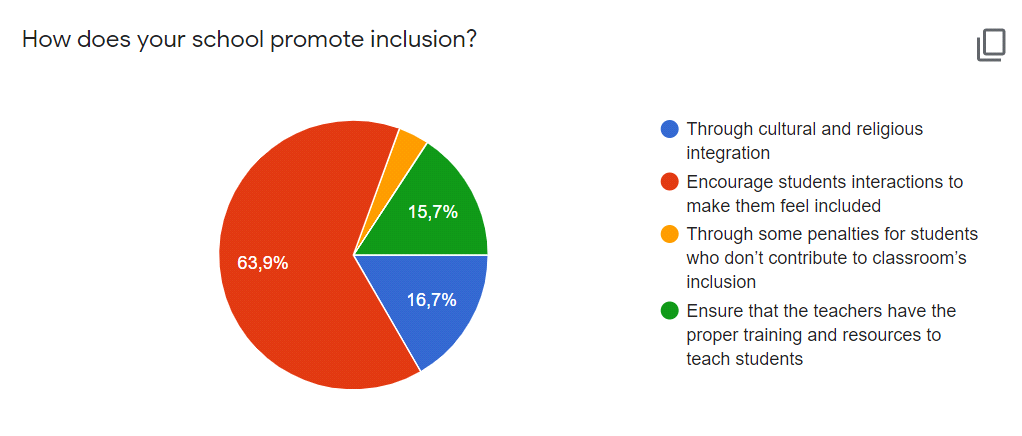 How does your school promote inclusion?
Through cultural and religious
integration
Encourage students interactions to
make them feel included
Through some penalties for students
who don’t contribute to classroom’s
inclusion
Ensure that the teachers have the
proper training and resources to
teach students
15,7%
63,9%
16,7%